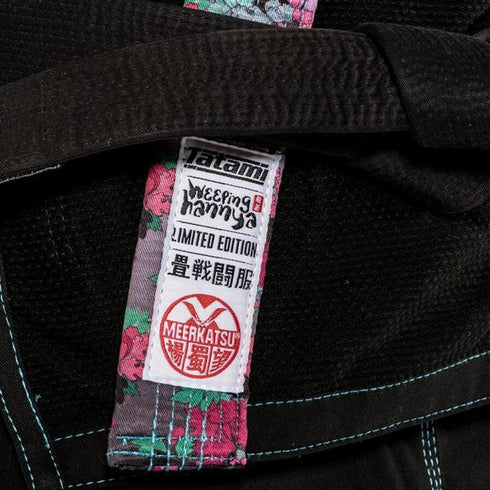 Tatami
weeping
hannya
LIMITED EDITION
畳戦闘服
MEERKATSU